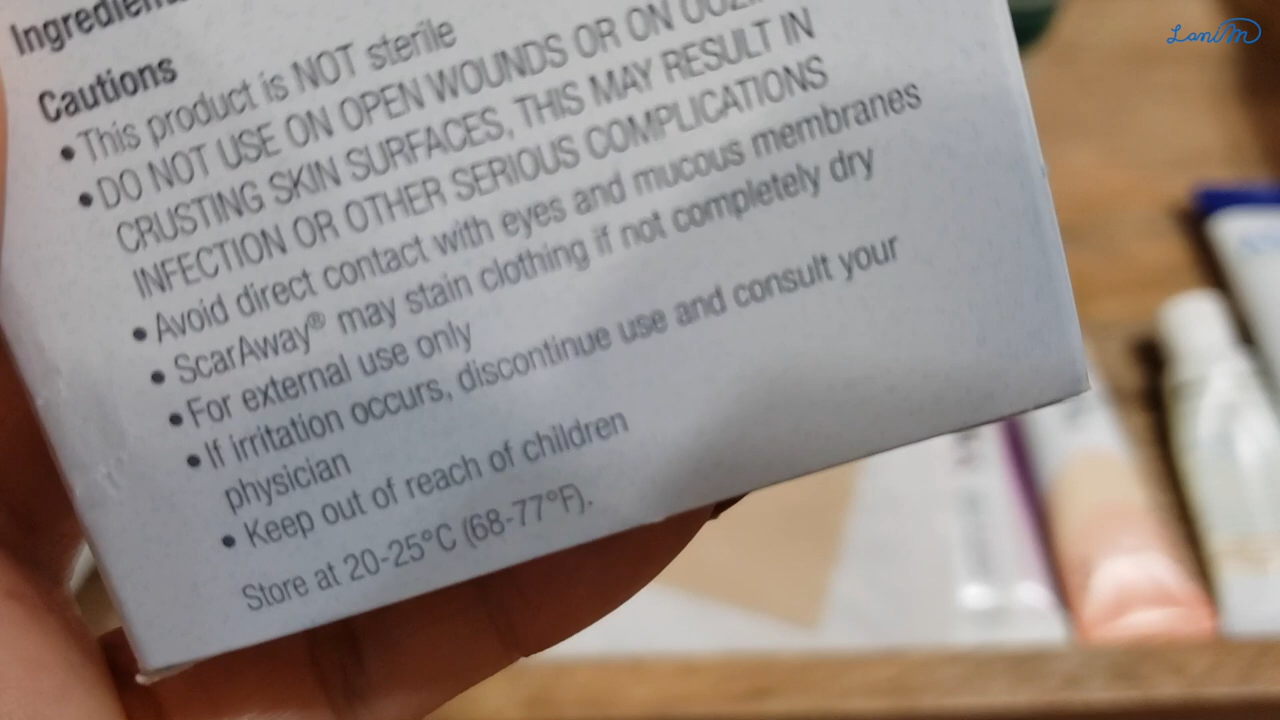 LaniM
Ingredien
Cautions
• This product is NOT sterile
• DO NOT USE ON OPEN WOUNDS OR ON
CRUSTING SKIN SURFACES, THIS MAY RESULT IN
INFECTION OR OTHER SERIOUS COMPLICATIONS
• Avoid direct contact with eyes and mucous membranes
• ScarAway® may stain clothing if not completely dry
• For external use only
• If irritation occurs, discontinue use and consult your
physician
• Keep out of reach of children
Store at 20-25°C (68-77°F).